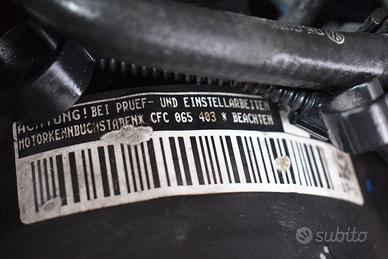 ACHTUNG! BEI PRUEF- UND EINSTELLARBEITEN
MOTORKENNBUCHSTABEN* CFC 065 403 * BEACHTEN
subito